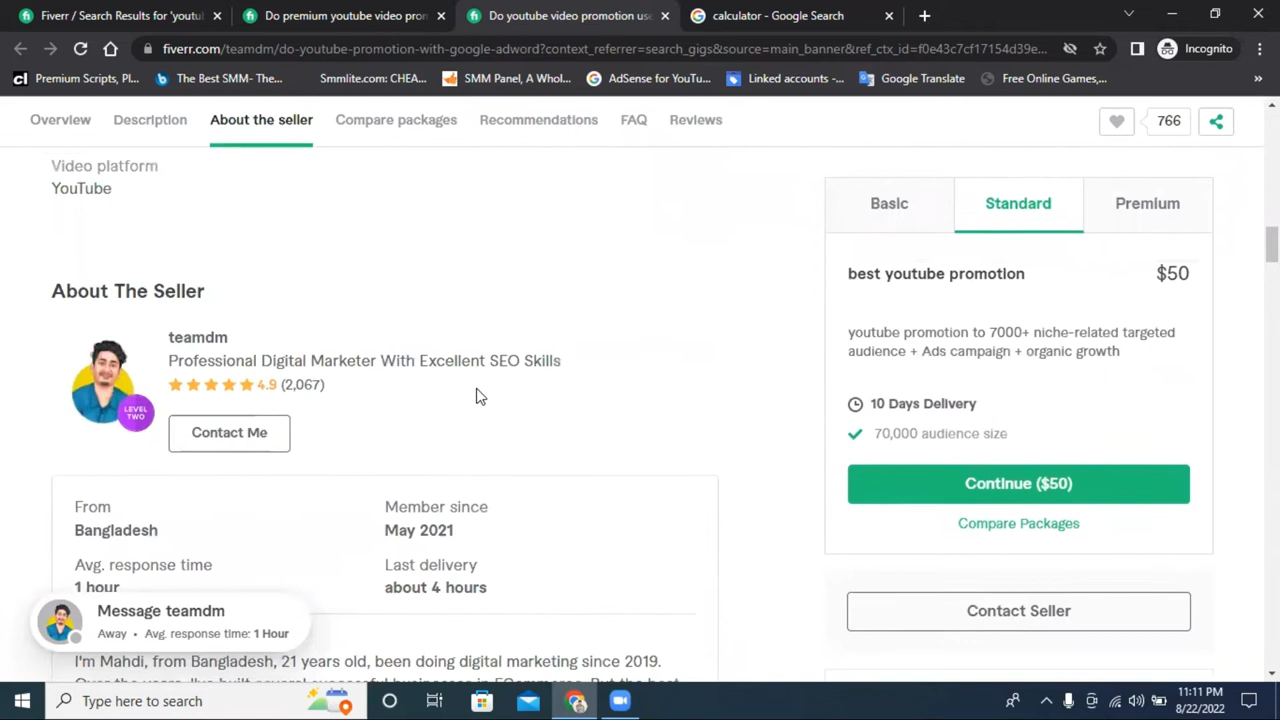 Fiverr / Search Results for 'youtu
Do premium youtube video pron
Do youtube video promotion use
calculator - Google Search
fiverr.com/teamdm/do-youtube-promotion-with-google-adword?context_referrer=search_gigs&source=main_banner&ref_ctx_id=f0e43c7cf17154d39e...
Incognito
Premium Scripts, Pl...
The Best SMM- The...
Smmlite.com: CHEA...
SMM Panel, A Whol...
AdSense for YouTu...
Linked accounts -...
Google Translate
Free Online Games,...
»
Overview
Description
About the seller
Compare packages
Recommendations
FAQ
Reviews
766
Video platform
YouTube
About The Seller
teamdm
Professional Digital Marketer With Excellent SEO Skills
4.9 (2,067)
LEVEL
TWO
Contact Me
From
Bangladesh
Member since
May 2021
Avg. response time
1 hour
Last delivery
about 4 hours
Message teamdm
Away • Avg. response time: 1 Hour
I'm Mahdi, from Bangladesh, 21 years old, been doing digital marketing since 2019.
Basic
Standard
Premium
best youtube promotion
$50
youtube promotion to 7000+ niche-related targeted
audience + Ads campaign + organic growth
10 Days Delivery
70,000 audience size
Continue ($50)
Compare Packages
Contact Seller
Type here to search
11:11 PM
8/22/2022